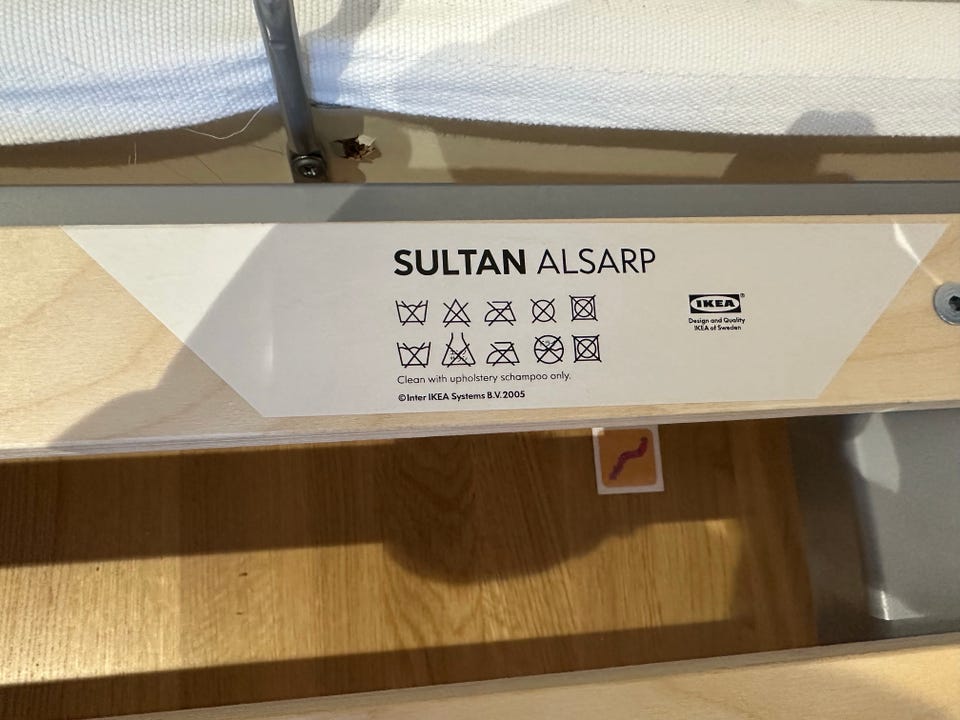 SULTAN ALSARP
IKEA®
Design and Quality
IKEA of Sweden
Clean with upholstery schampoo only.
©Inter IKEA Systems B.V. 2005